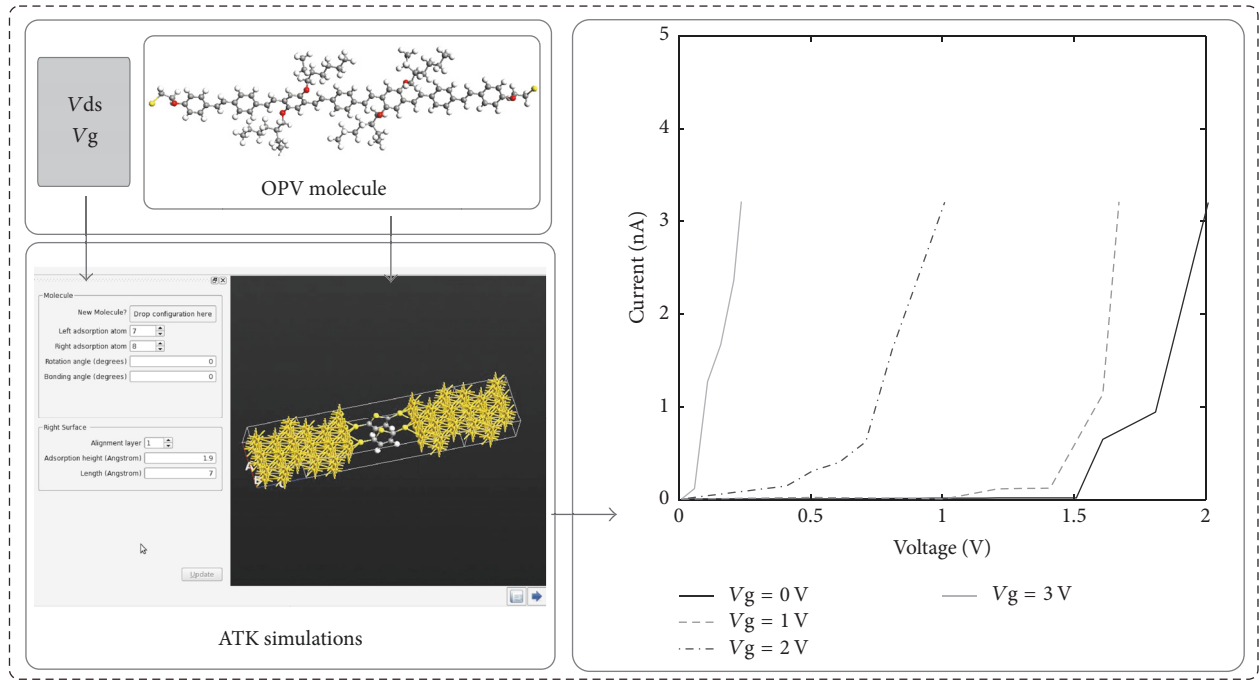 Vds
Vg
OPV molecule
Molecule
New Molecule? Drop configuration here
Left adsorption atom 7
Right adsorption atom 8
Rotation angle (degrees) 0
Bonding angle (degrees) 0
Right Surface
Alignment layer 1
Adsorption height (Angstrom) 1.9
Length (Angstrom) 7
Update
A
B
C
ATK simulations
5
4
3
2
1
0
Current (nA)
0 0.5 1 1.5 2
Voltage (V)
Vg = 0 V
Vg = 1 V
Vg = 2 V
Vg = 3 V